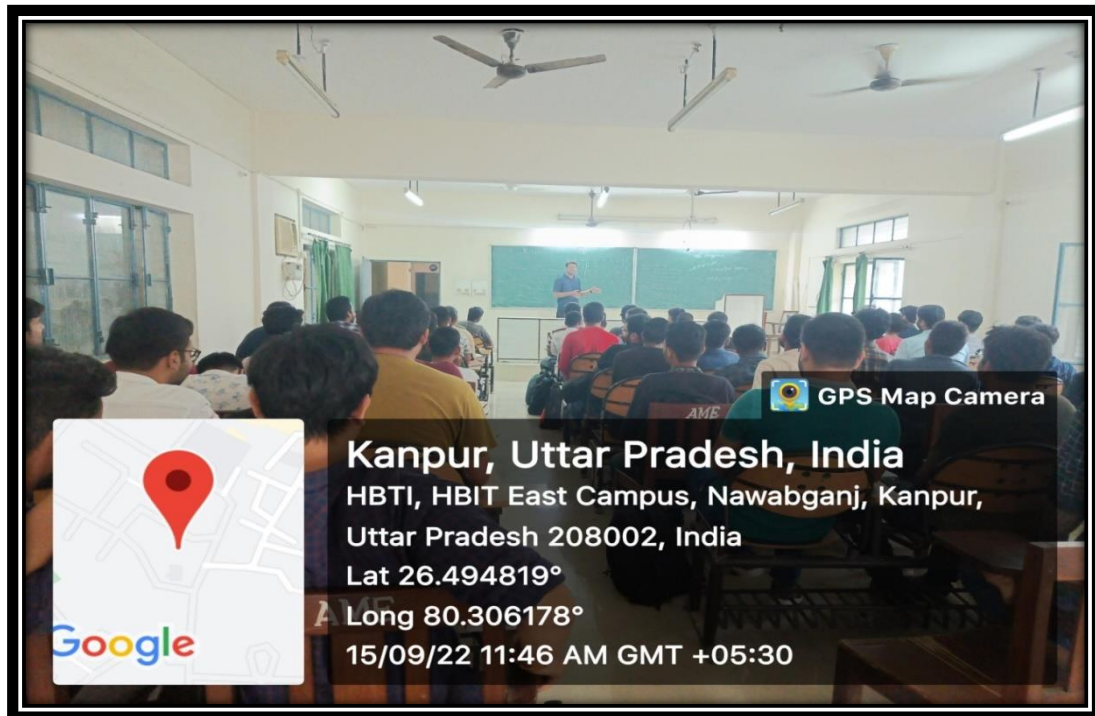 AME
GPS Map Camera
Kanpur, Uttar Pradesh, India
HBTI, HBIT East Campus, Nawabganj, Kanpur,
Uttar Pradesh 208002, India
Lat 26.494819°
AME
Long 80.306178°
15/09/22 11:46 AM GMT +05:30
Google